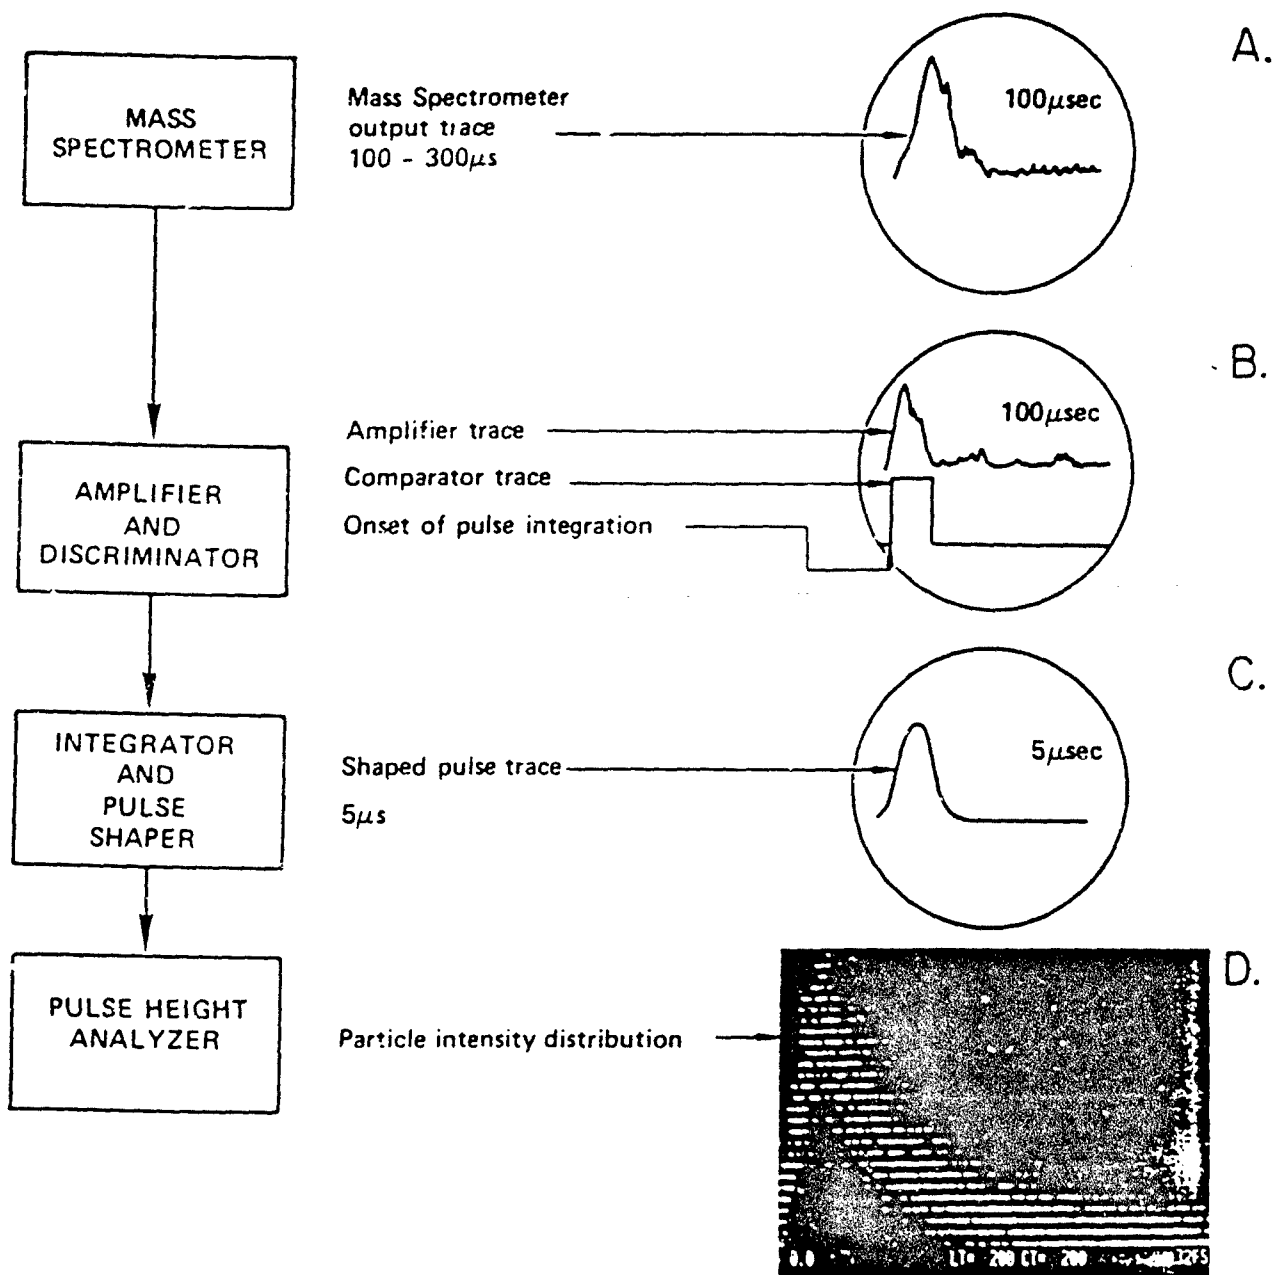 A.
MASS
SPECTROMETER
Mass Spectrometer
output trace
100 - 300μs
100μsec
B.
AMPLIFIER
AND
DISCRIMINATOR
Amplifier trace
Comparator trace
Onset of pulse integration
100μsec
C.
INTEGRATOR
AND
PULSE
SHAPER
Shaped pulse trace
5μs
5μsec
D.
PULSE HEIGHT
ANALYZER
Particle intensity distribution
0.0 LT= 200 CT= 200 32FS